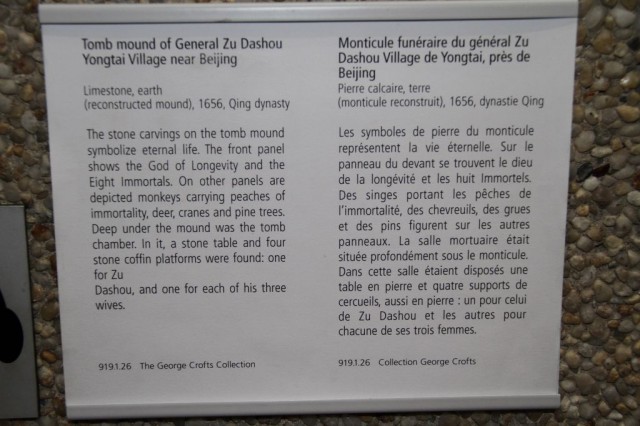 Tomb mound of General Zu Dashou
Yongtai Village near Beijing
Limestone, earth
(reconstructed mound), 1656, Qing dynasty
The stone carvings on the tomb mound
symbolize eternal life. The front panel
shows the God of Longevity and the
Eight Immortals. On other panels are
depicted monkeys carrying peaches of
immortality, deer, cranes and pine trees.
Deep under the mound was the tomb
chamber. In it, a stone table and four
stone coffin platforms were found: one
for Zu
Dashou, and one for each of his three
wives.
919.1.26 The George Crofts Collection
Monticule funéraire du général Zu
Dashou Village de Yongtai, près de
Beijing
Pierre calcaire, terre
(monticule reconstruit), 1656, dynastie Qing
Les symboles de pierre du monticule
représentent la vie éternelle. Sur le
panneau du devant se trouvent le dieu
de la longévité et les huit Immortels.
Des singes portant les pêches de
l'immortalité, des chevreuils, des grues
et des pins figurent sur les autres
panneaux. La salle mortuaire était
située profondément sous le monticule.
Dans cette salle étaient disposés une
table en pierre et quatre supports de
cercueils, aussi en pierre : un pour celui
de Zu Dashou et les autres pour
chacune de ses trois femmes.
919.1.26 Collection George Crofts